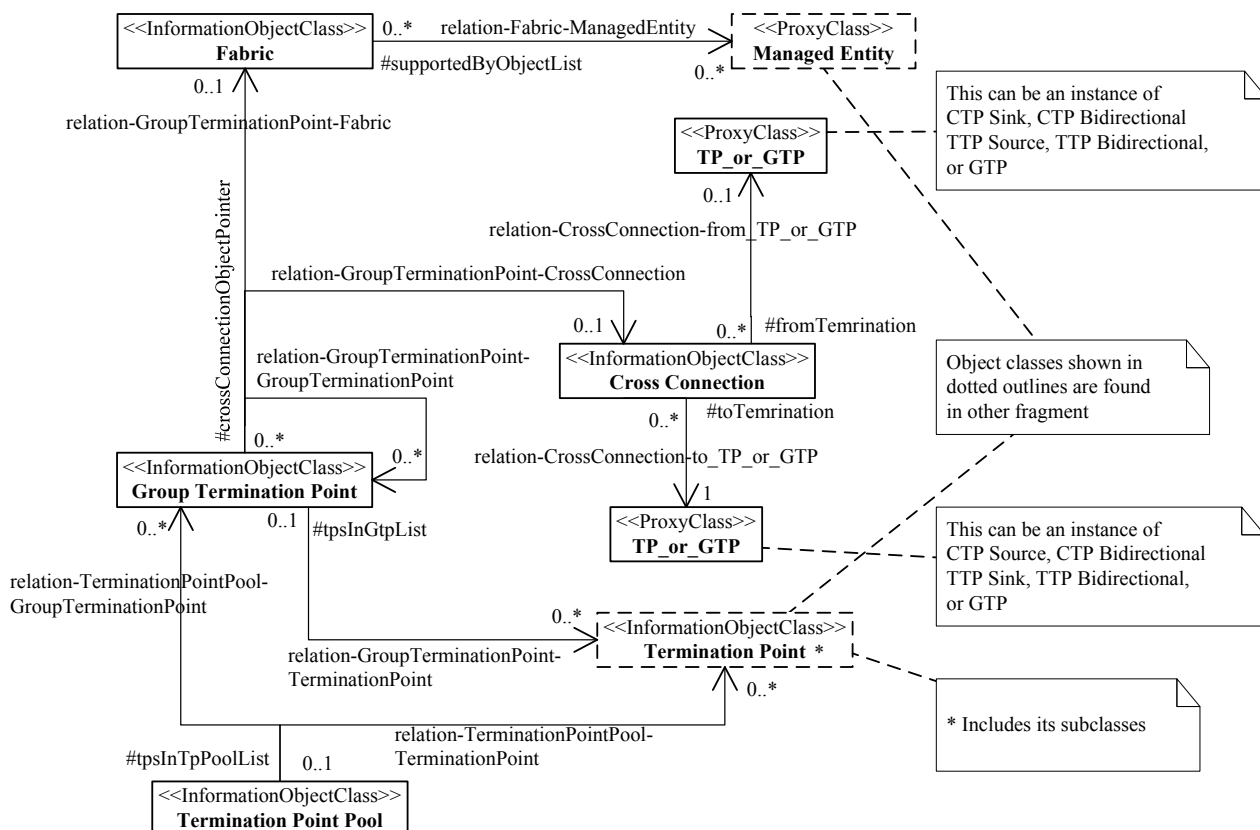 <<InformationObjectClass>>
Fabric
0..*
relation-Fabric-ManagedEntity
#supportedByObjectList
0..*
<<ProxyClass>>
Managed Entity
0..1
relation-GroupTerminationPoint-Fabric
This can be an instance of
CTP Sink, CTP Bidirectional
TTP Source, TTP Bidirectional,
or GTP
<<ProxyClass>>
TP_or_GTP
0..1
relation-CrossConnection-from_TP_or_GTP
#crossConnectionObjectPointer
relation-GroupTerminationPoint-CrossConnection
0..1
0..*
#fromTemrination
<<InformationObjectClass>>
Cross Connection
relation-GroupTerminationPoint-
GroupTerminationPoint
Object classes shown in
dotted outlines are found
in other fragment
0..*
#toTemrination
0..*
0..*
relation-CrossConnection-to_TP_or_GTP
<<InformationObjectClass>>
Group Termination Point
1
0..*
0..1
#tpsInGtpList
<<ProxyClass>>
TP_or_GTP
This can be an instance of
CTP Source, CTP Bidirectional
TTP Sink, TTP Bidirectional,
or GTP
relation-TerminationPointPool-
GroupTerminationPoint
0..*
<<InformationObjectClass>>
Termination Point *
relation-GroupTerminationPoint-
TerminationPoint
0..*
* Includes its subclasses
relation-TerminationPointPool-
TerminationPoint
#tpsInTpPoolList
0..1
<<InformationObjectClass>>
Termination Point Pool